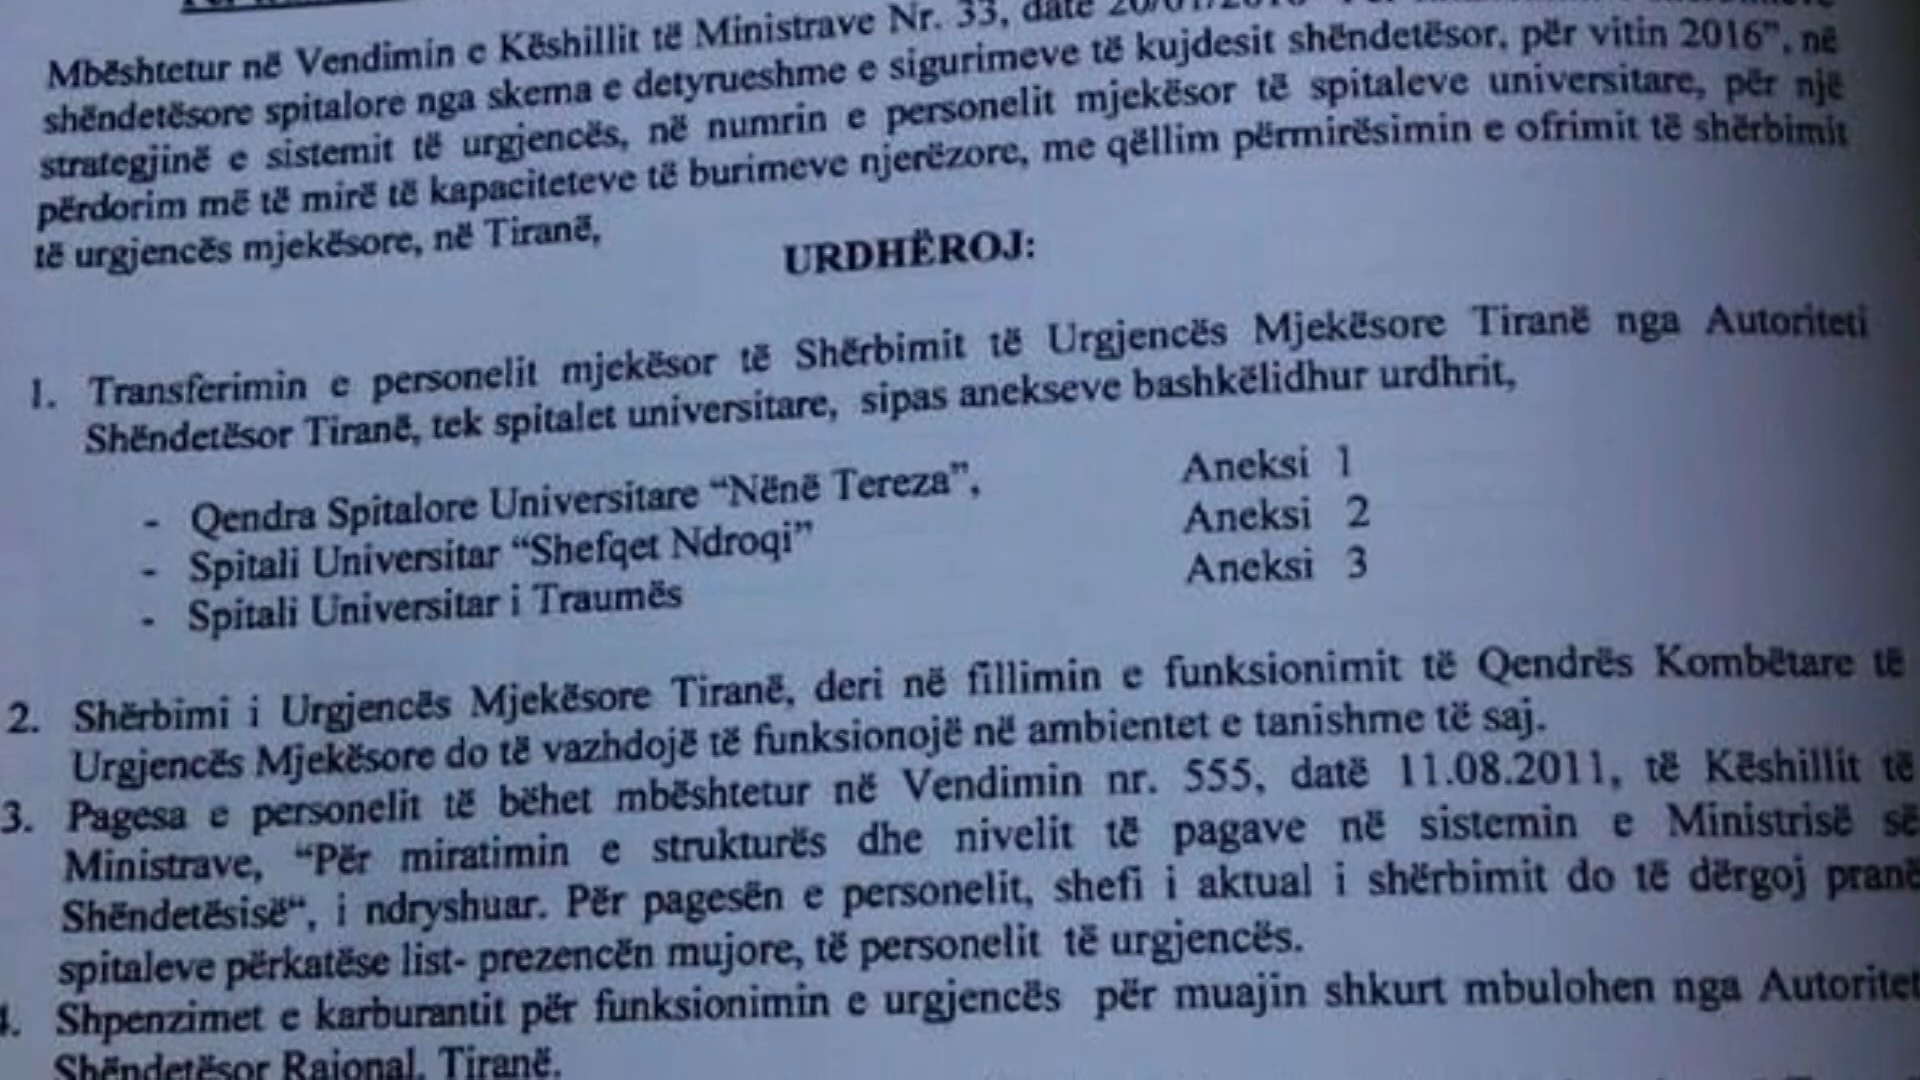 Mbështetur në Vendimin e Këshillit të Ministrave Nr. 33, datë
shëndetësore spitalore nga skema e detyrueshme e sigurimeve të kujdesit shëndetësor, për vitin 2016”, në
strategjinë e sistemit të urgjencës, në numrin e personelit mjekësor të spitaleve universitare, për një
përdorim më të mirë të kapaciteteve të burimeve njerëzore, me qëllim përmirësimin e ofrimit të shërbimit
të urgjencës mjekësore, në Tiranë,
URDHËROJ:
1. Transferimin e personelit mjekësor të Shërbimit të Urgjencës Mjekësore Tiranë nga Autoriteti
Shëndetësor Tiranë, tek spitalet universitare, sipas anekseve bashkëlidhur urdhrit,
- Qendra Spitalore Universitare “Nënë Tereza”, Aneksi 1
- Spitali Universitar “Shefqet Ndroqi” Aneksi 2
- Spitali Universitar i Traumës Aneksi 3
2. Shërbimi i Urgjencës Mjekësore Tiranë, deri në fillimin e funksionimit të Qendrës Kombëtare të
Urgjencës Mjekësore do të vazhdojë të funksionojë në ambientet e tanishme të saj.
3. Pagesa e personelit të bëhet mbështetur në Vendimin nr. 555, datë 11.08.2011, të Këshillit të
Ministrave, “Për miratimin e strukturës dhe nivelit të pagave në sistemin e Ministrisë së
Shëndetësisë“, i ndryshuar. Për pagesën e personelit, shefi i aktual i shërbimit do të dërgoj pranë
spitaleve përkatëse list- prezencën mujore, të personelit të urgjencës.
4. Shpenzimet e karburantit për funksionimin e urgjencës për muajin shkurt mbulohen nga Autoritet
Shëndetësor Rajonal, Tiranë.